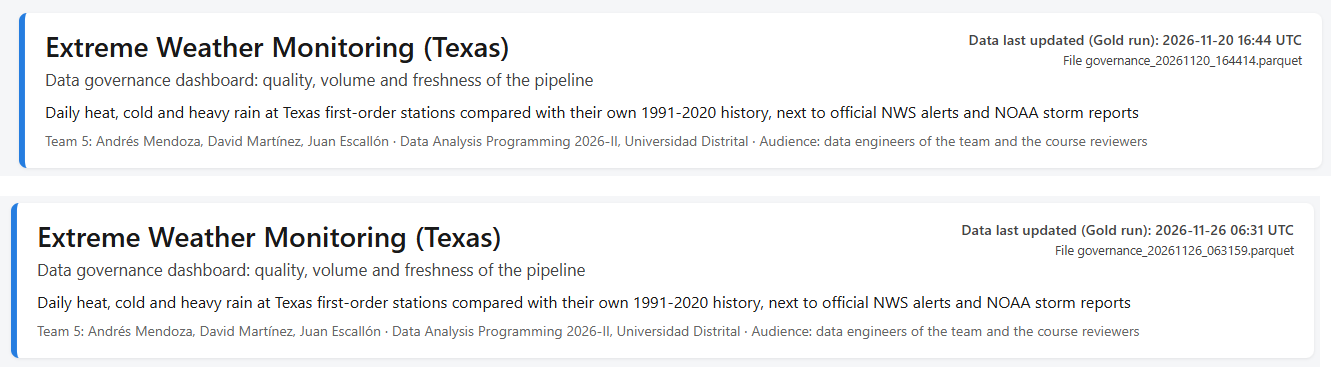 Extreme Weather Monitoring (Texas)
Data last updated (Gold run): 2026-11-20 16:44 UTC
File governance_20261120_164414.parquet
Data governance dashboard: quality, volume and freshness of the pipeline
Daily heat, cold and heavy rain at Texas first-order stations compared with their own 1991-2020 history, next to official NWS alerts and NOAA storm reports
Team 5: Andrés Mendoza, David Martínez, Juan Escallón · Data Analysis Programming 2026-II, Universidad Distrital · Audience: data engineers of the team and the course reviewers
Extreme Weather Monitoring (Texas)
Data last updated (Gold run): 2026-11-26 06:31 UTC
File governance_20261126_063159.parquet
Data governance dashboard: quality, volume and freshness of the pipeline
Daily heat, cold and heavy rain at Texas first-order stations compared with their own 1991-2020 history, next to official NWS alerts and NOAA storm reports
Team 5: Andrés Mendoza, David Martínez, Juan Escallón · Data Analysis Programming 2026-II, Universidad Distrital · Audience: data engineers of the team and the course reviewers